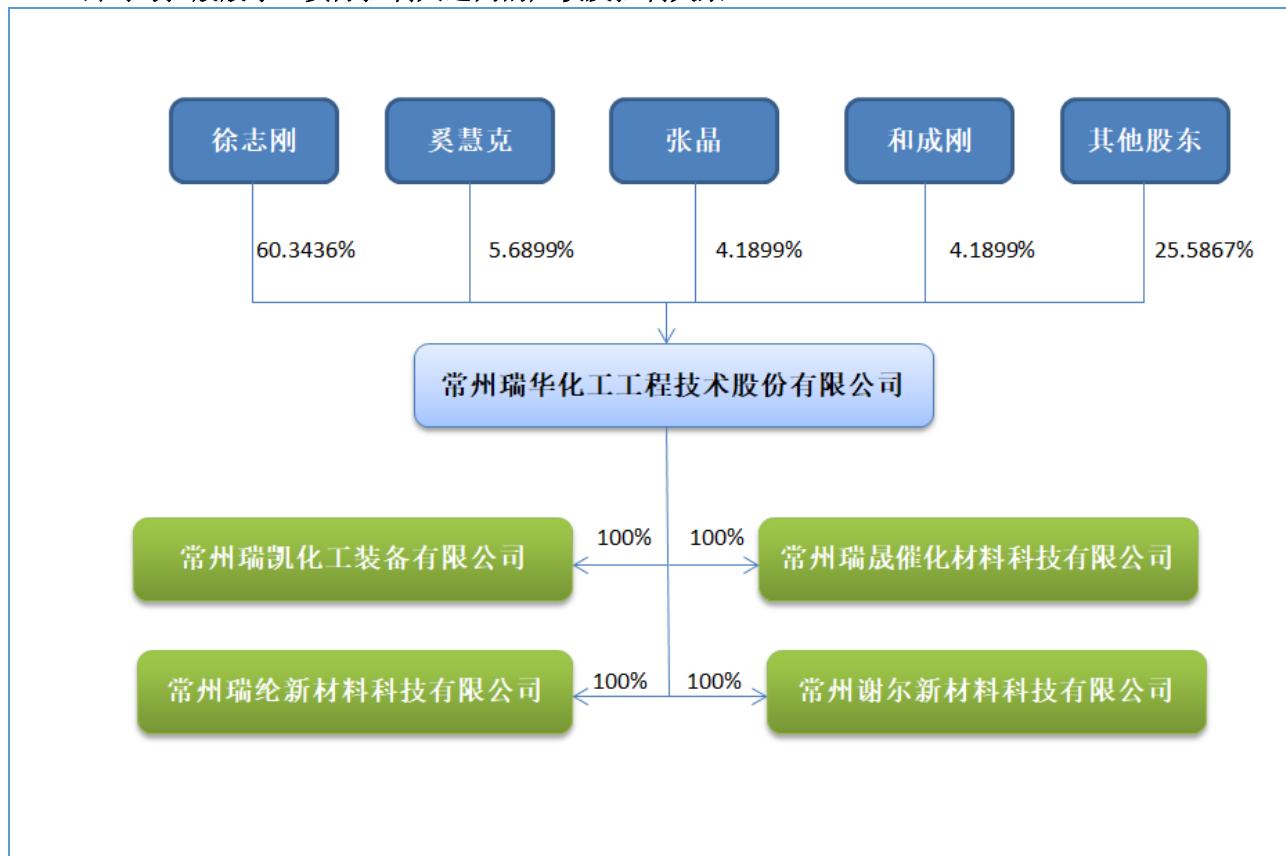 徐志刚
奚慧克
张晶
和成刚
其他股东
60.3436%
5.6899%
4.1899%
4.1899%
25.5867%
常州瑞华化工工程技术股份有限公司
100%
100%
常州瑞凯化工装备有限公司
常州瑞晟催化材料科技有限公司
100%
100%
常州瑞纶新材料科技有限公司
常州谢尔新材料科技有限公司